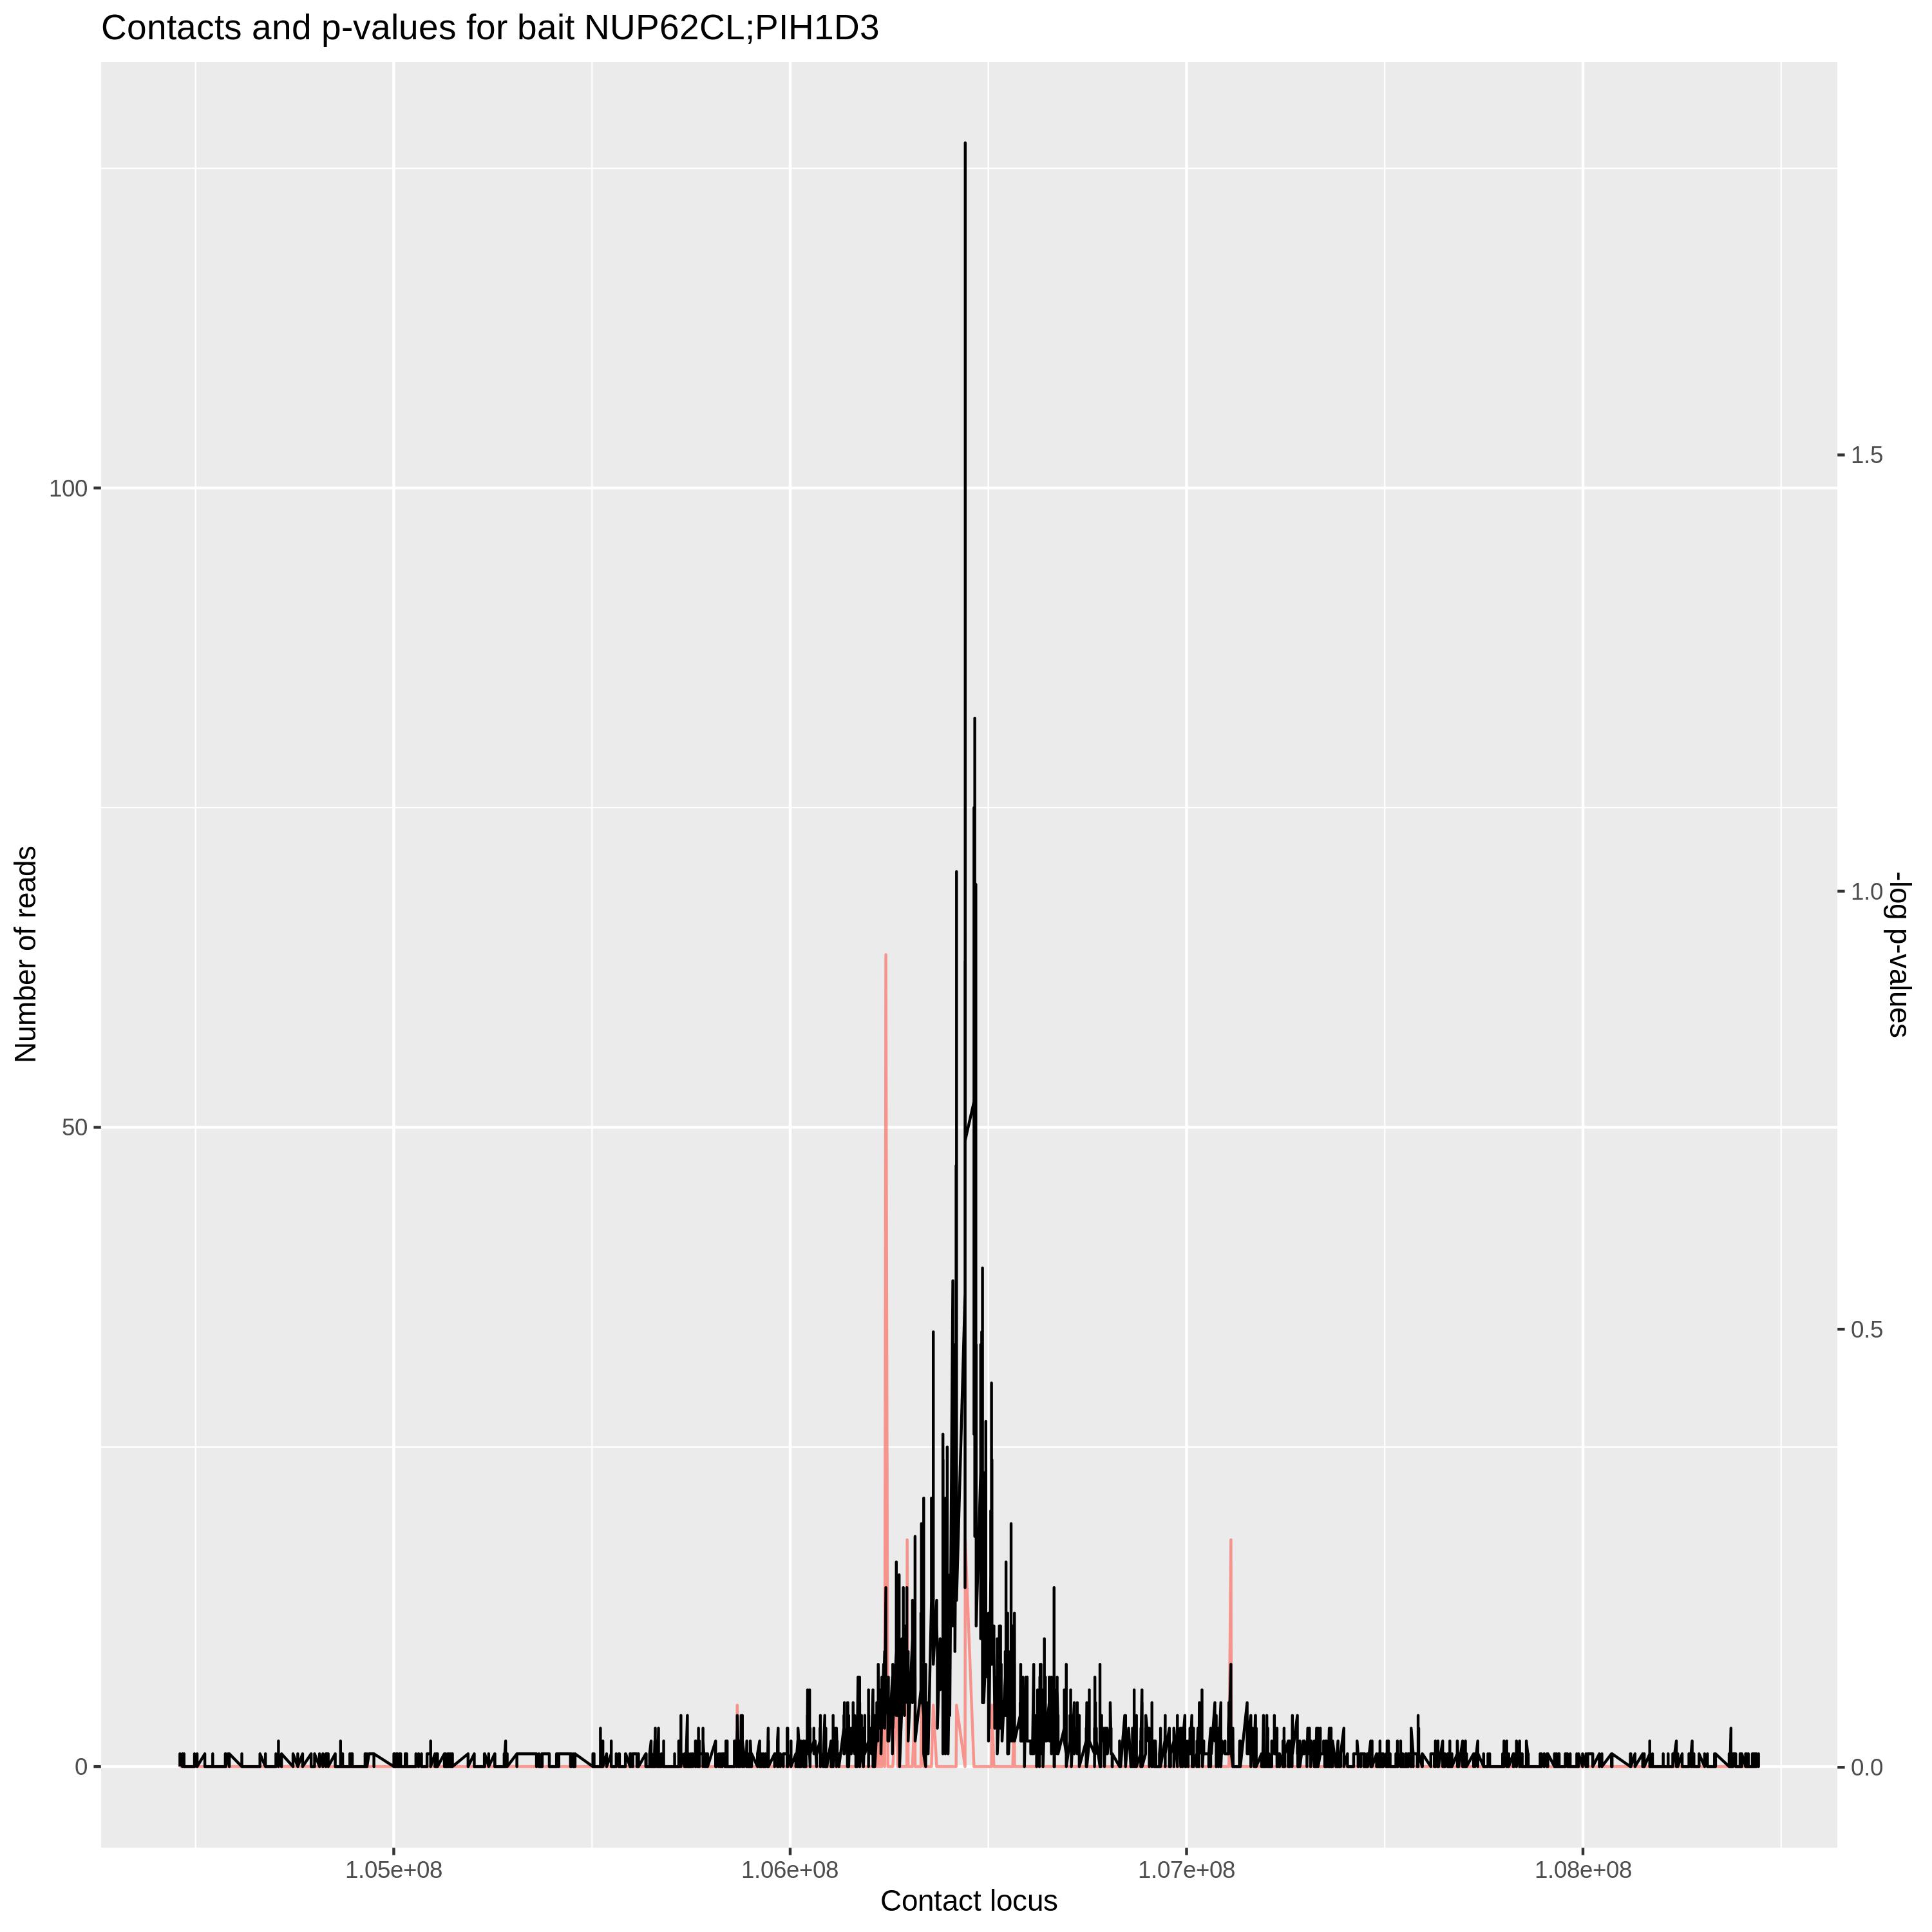 Contacts and p-values for bait NUP62CL;PIH1D3
Number of reads
100
50
0
1.5
1.0
0.5
0.0
-log p-values
1.05e+08
1.06e+08
1.07e+08
1.08e+08
Contact locus